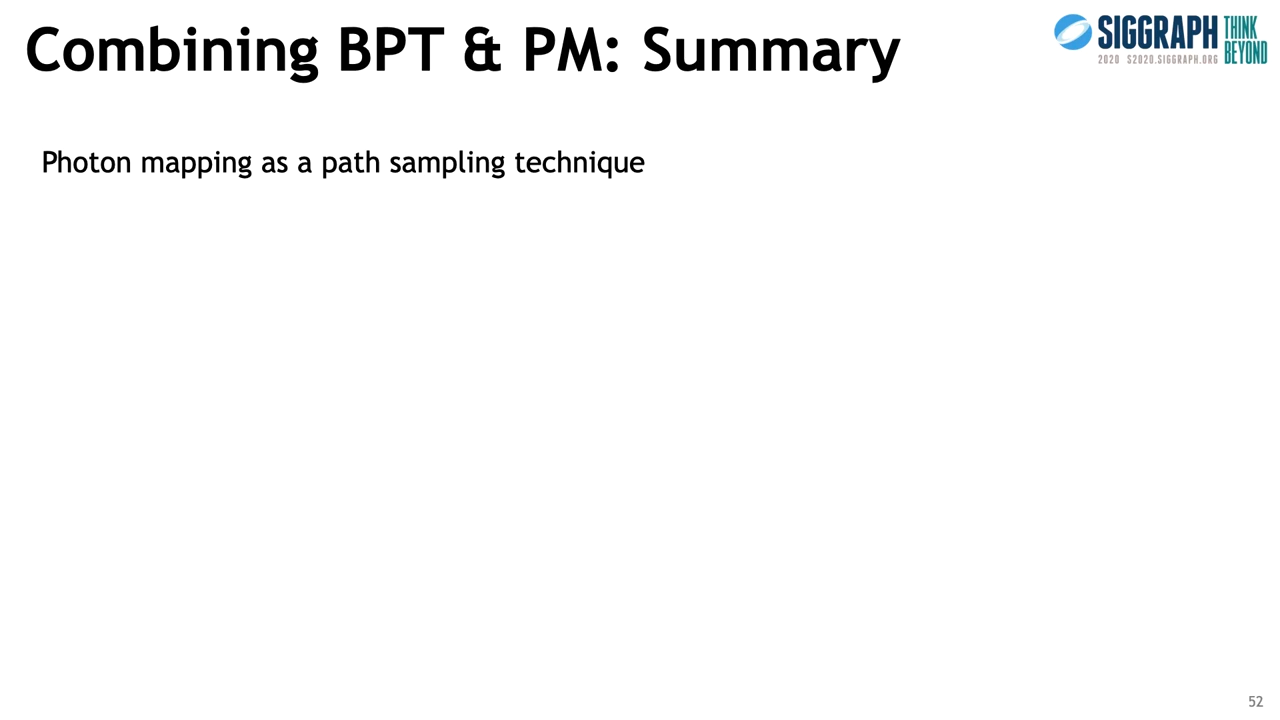 Combining BPT & PM: Summary
SIGGRAPH
THINK
BEYOND
2020 S2020.SIGGRAPH.ORG
Photon mapping as a path sampling technique
52